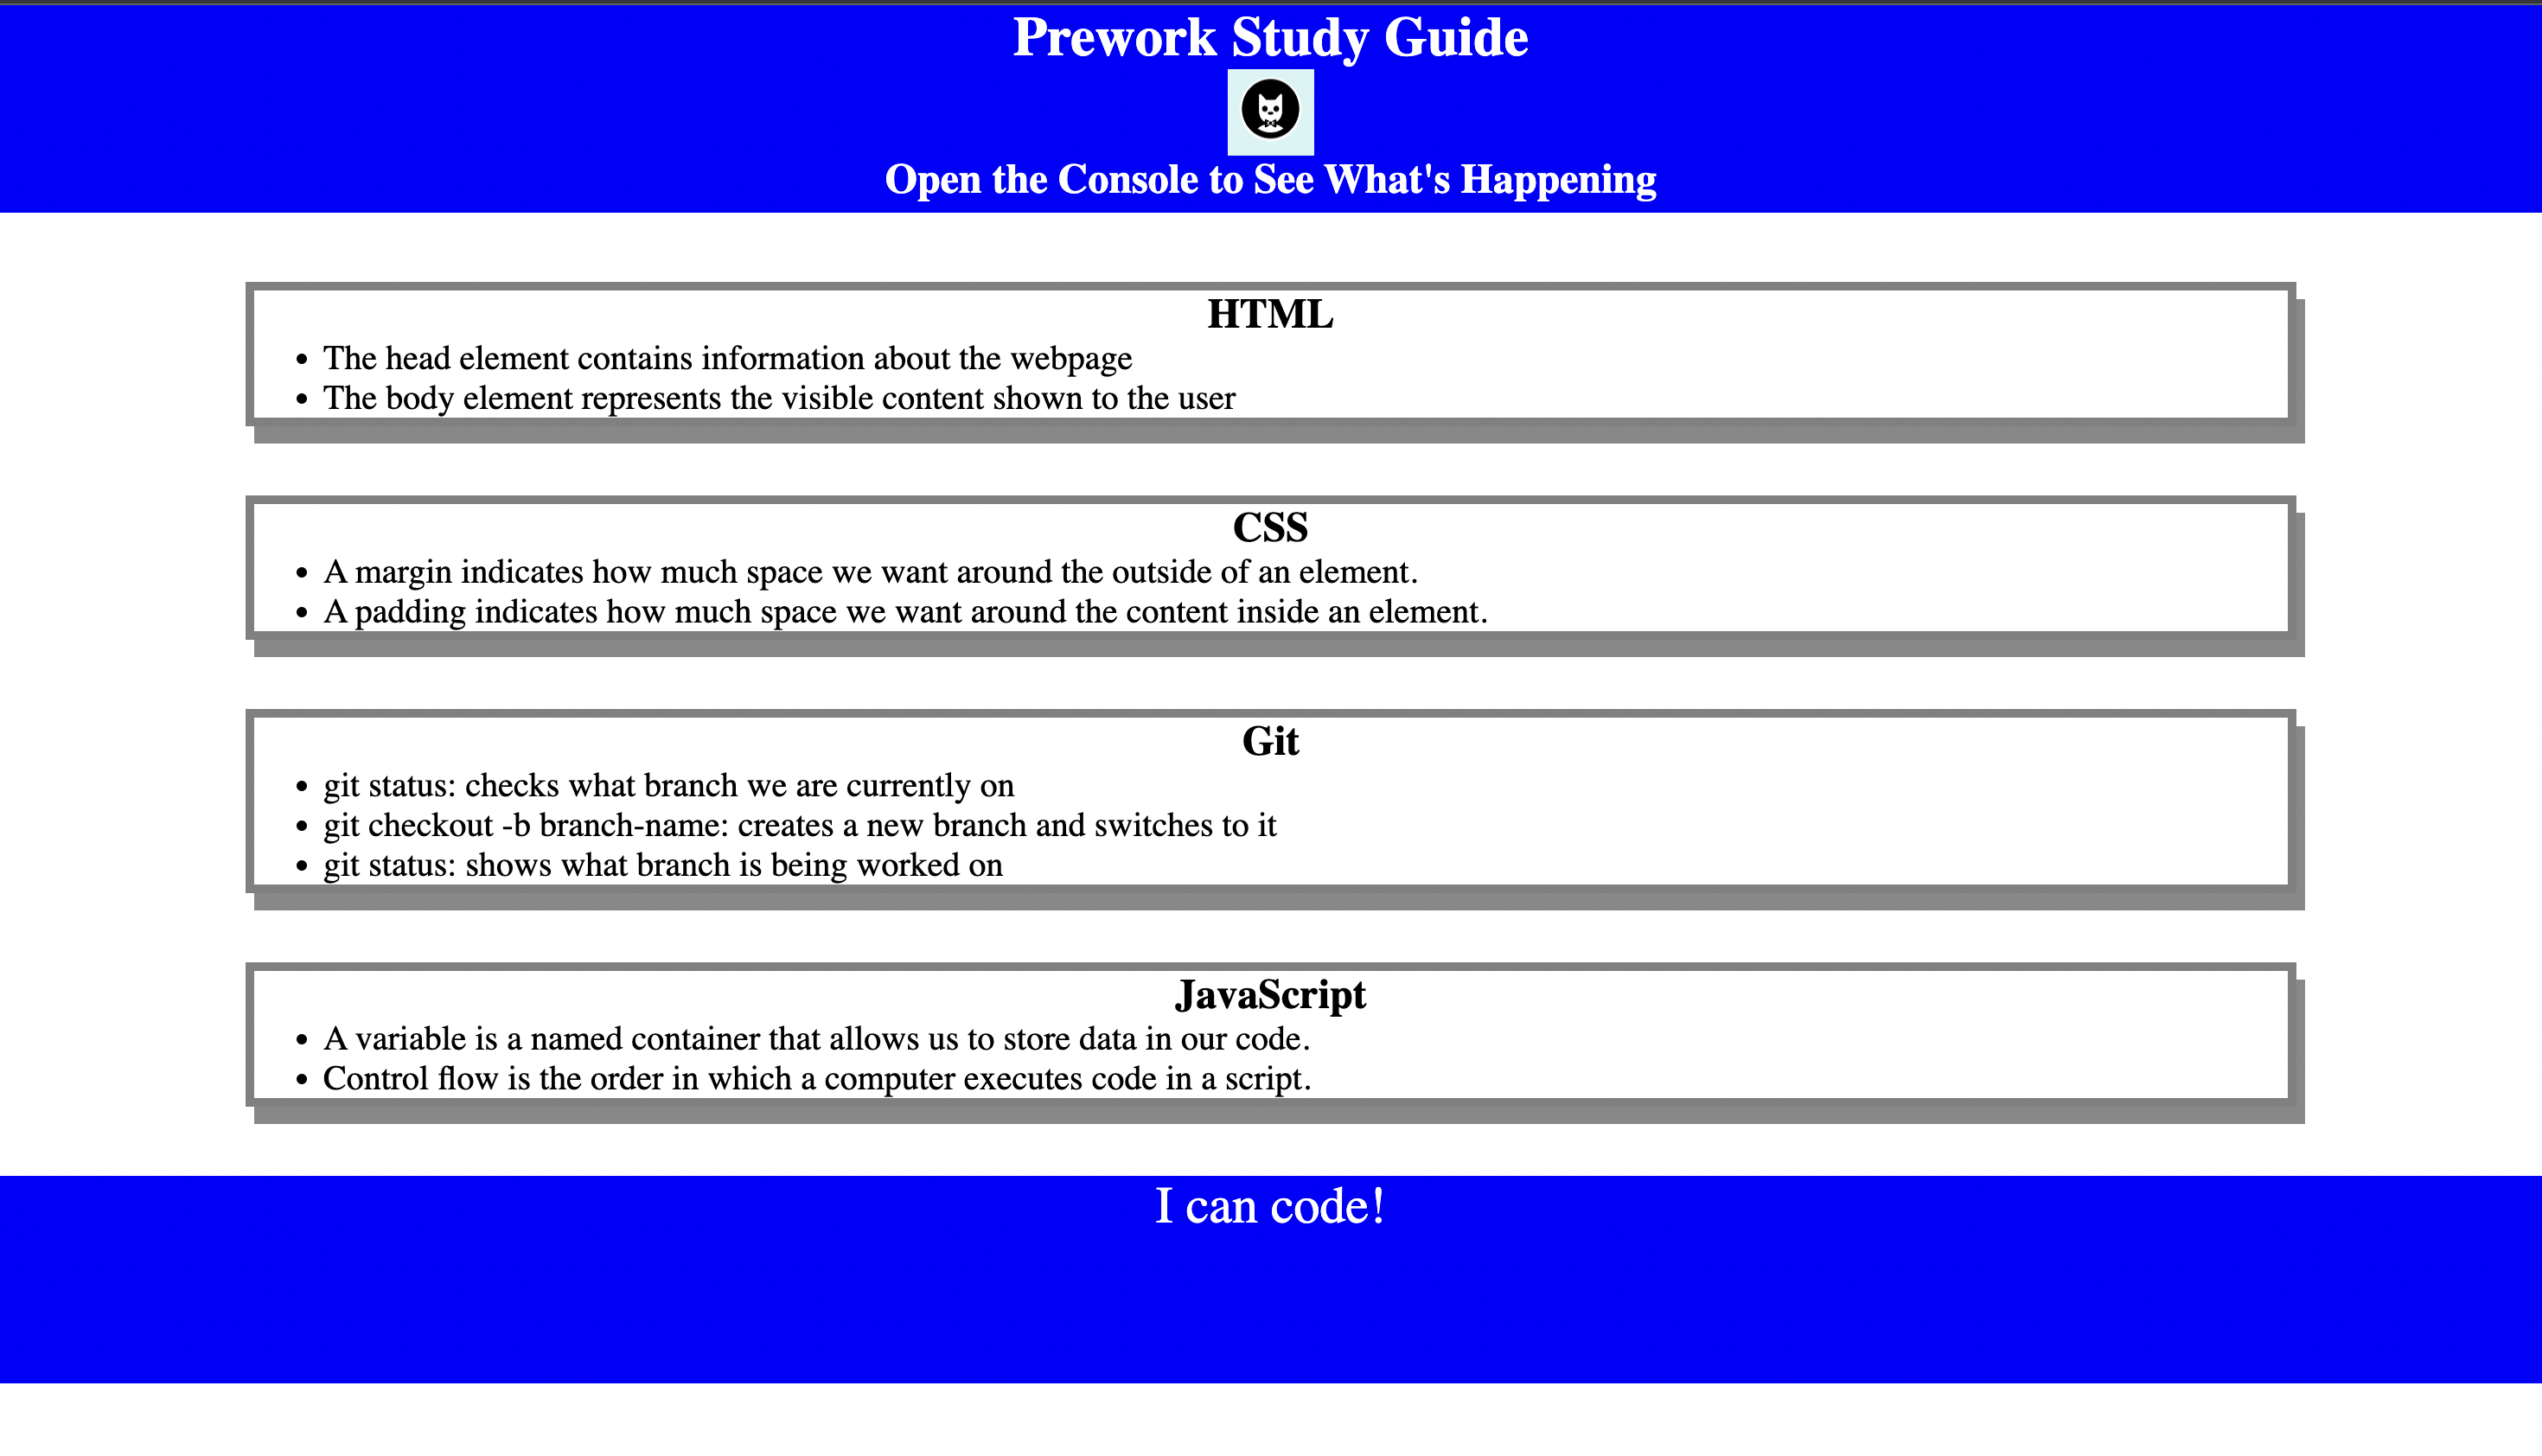 Prework Study Guide
Open the Console to See What's Happening
HTML
The head element contains information about the webpage
The body element represents the visible content shown to the user
CSS
A margin indicates how much space we want around the outside of an element.
A padding indicates how much space we want around the content inside an element.
Git
git status: checks what branch we are currently on
git checkout -b branch-name: creates a new branch and switches to it
git status: shows what branch is being worked on
JavaScript
A variable is a named container that allows us to store data in our code.
Control flow is the order in which a computer executes code in a script.
I can code!